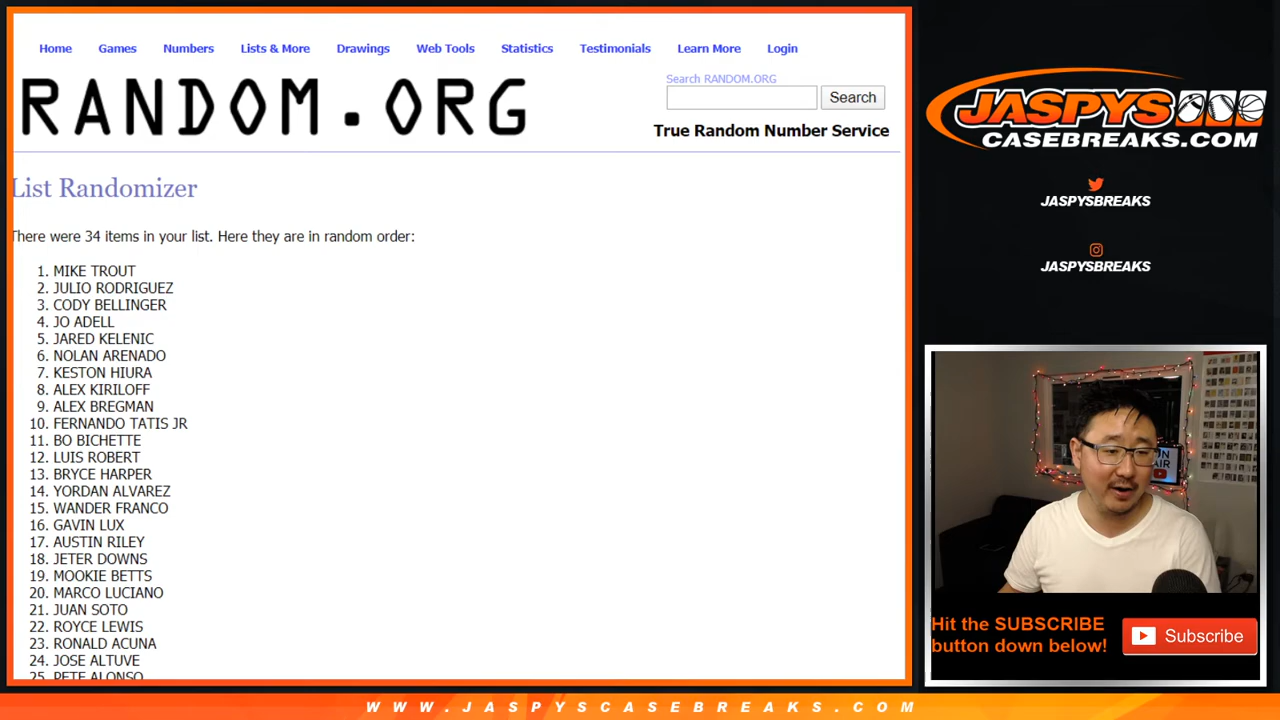 Home Games Numbers Lists & More Drawings Web Tools Statistics Testimonials Learn More Login
RANDOM.ORG
Search RANDOM.ORG
Search
True Random Number Service
List Randomizer
There were 34 items in your list. Here they are in random order:
1. MIKE TROUT
2. JULIO RODRIGUEZ
3. CODY BELLINGER
4. JO ADELL
5. JARED KELENIC
6. NOLAN ARENADO
7. KESTON HIURA
8. ALEX KIRILOFF
9. ALEX BREGMAN
10. FERNANDO TATIS JR
11. BO BICHETTE
12. LUIS ROBERT
13. BRYCE HARPER
14. YORDAN ALVAREZ
15. WANDER FRANCO
16. GAVIN LUX
17. AUSTIN RILEY
18. JETER DOWNS
19. MOOKIE BETTS
20. MARCO LUCIANO
21. JUAN SOTO
22. ROYCE LEWIS
23. RONALD ACUNA
24. JOSE ALTUVE
25. PETE ALONSO
JASPYS
CASEBREAKS.COM
JASPYSBREAKS
JASPYSBREAKS
ON
AIR
Hit the SUBSCRIBE
button down below!
Subscribe
WWW.JASPYSCASEBREAKS.COM